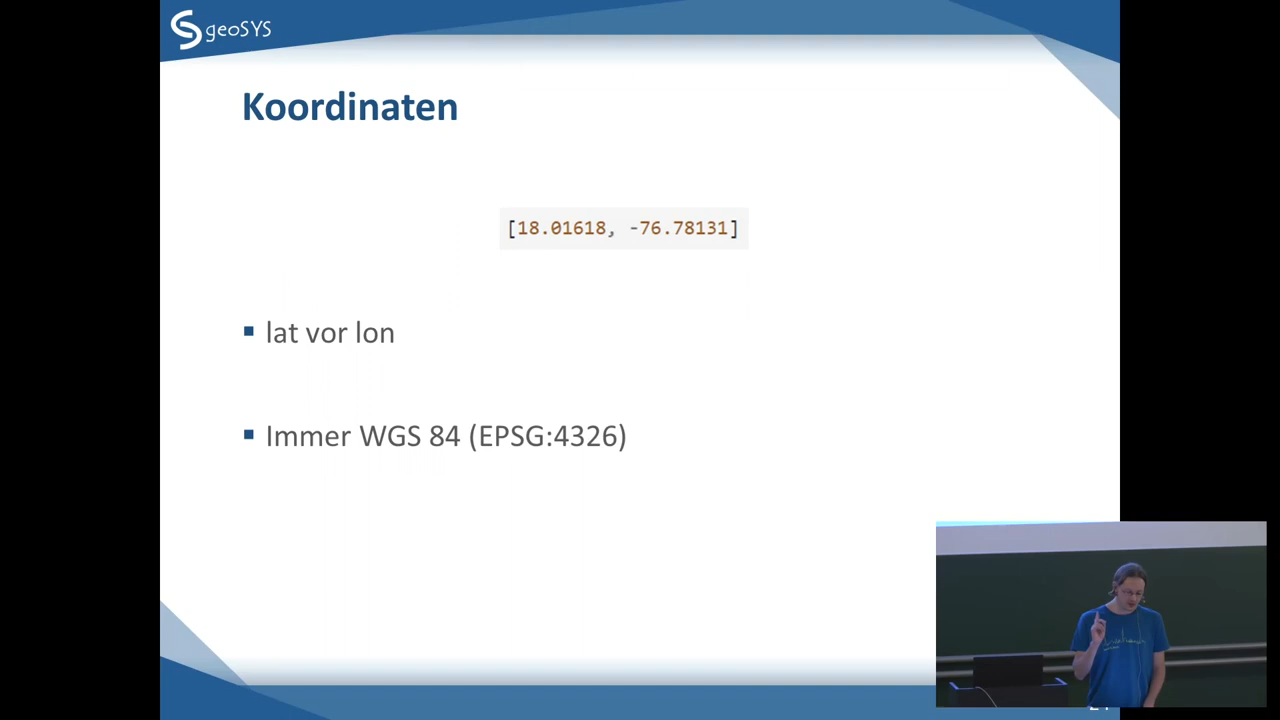 geoSYS
Koordinaten
[18.01618, -76.78131]
lat vor lon
Immer WGS 84 (EPSG:4326)